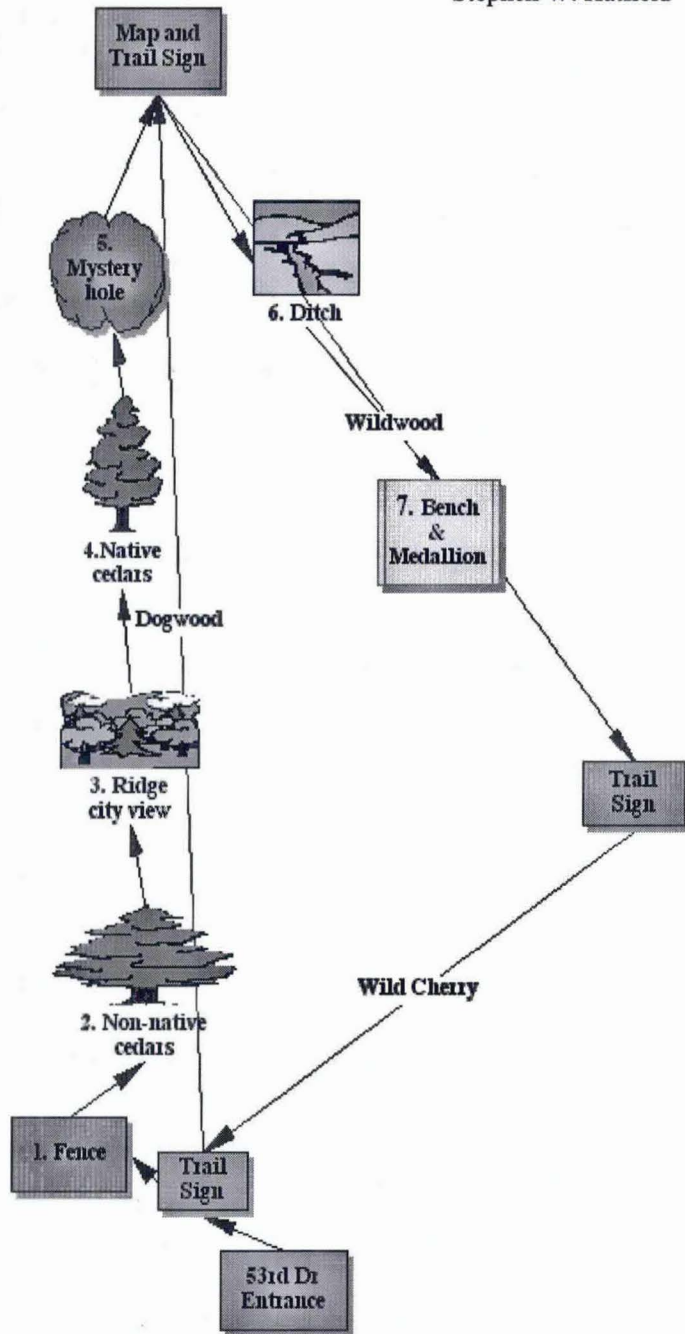 Map and
Trail Sign
5.
Mystery
hole
6. Ditch
Wildwood
4.Native
cedars
7. Bench
&
Medallion
Dogwood
3. Ridge
city view
Trail
Sign
2. Non-native
cedars
Wild Cherry
1. Fence
Trail
Sign
53rd Dr
Entrance